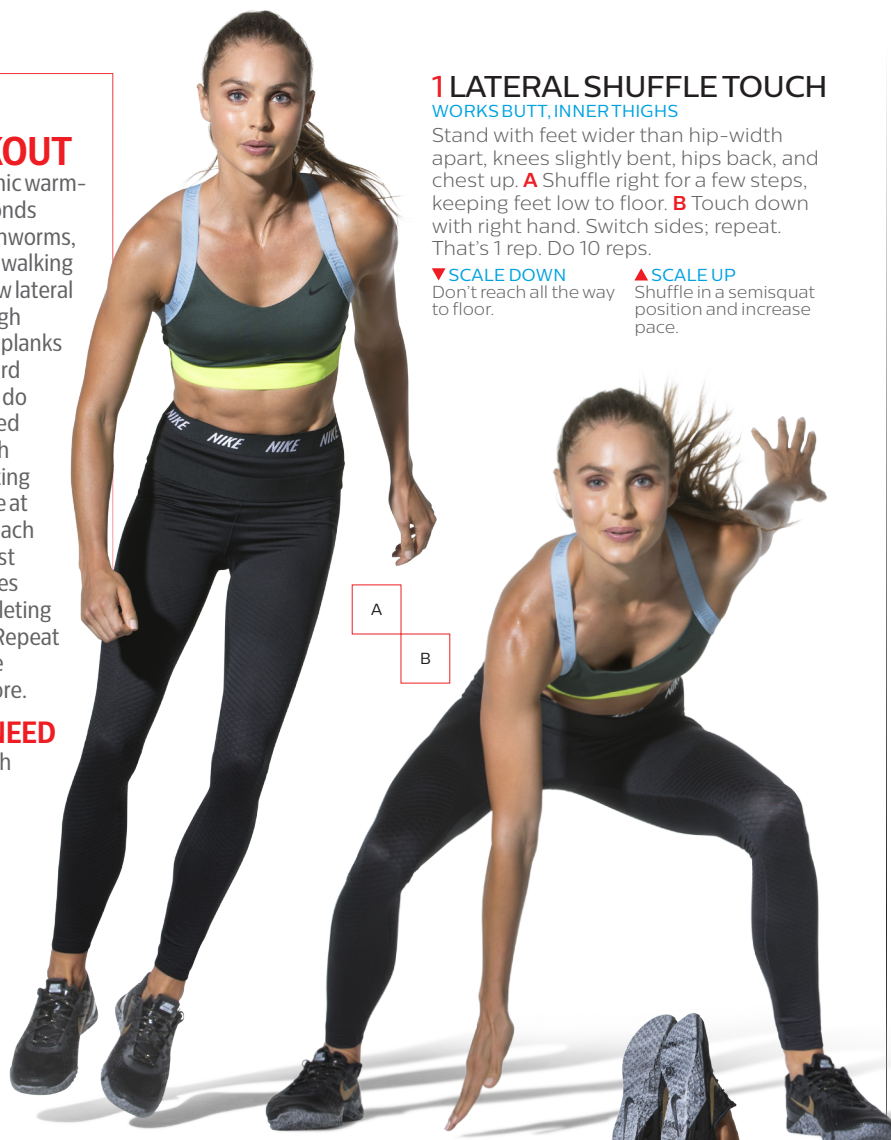 KOUT
nic warm-
onds
hworms,
walking
w lateral
gh
planks
rd
do
ed
h
ing
e at
ach
st
es
leting
Repeat
e
ore.
NEED
h
1 LATERAL SHUFFLE TOUCH
WORKS BUTT, INNER THIGHS
Stand with feet wider than hip-width
apart, knees slightly bent, hips back, and
chest up. A Shuffle right for a few steps,
keeping feet low to floor. B Touch down
with right hand. Switch sides; repeat.
That's 1 rep. Do 10 reps.
▼ SCALE DOWN
Don't reach all the way
to floor.
▲ SCALE UP
Shuffle in a semisquat
position and increase
pace.
NIKE NIKE NIKE NIKE
A
B